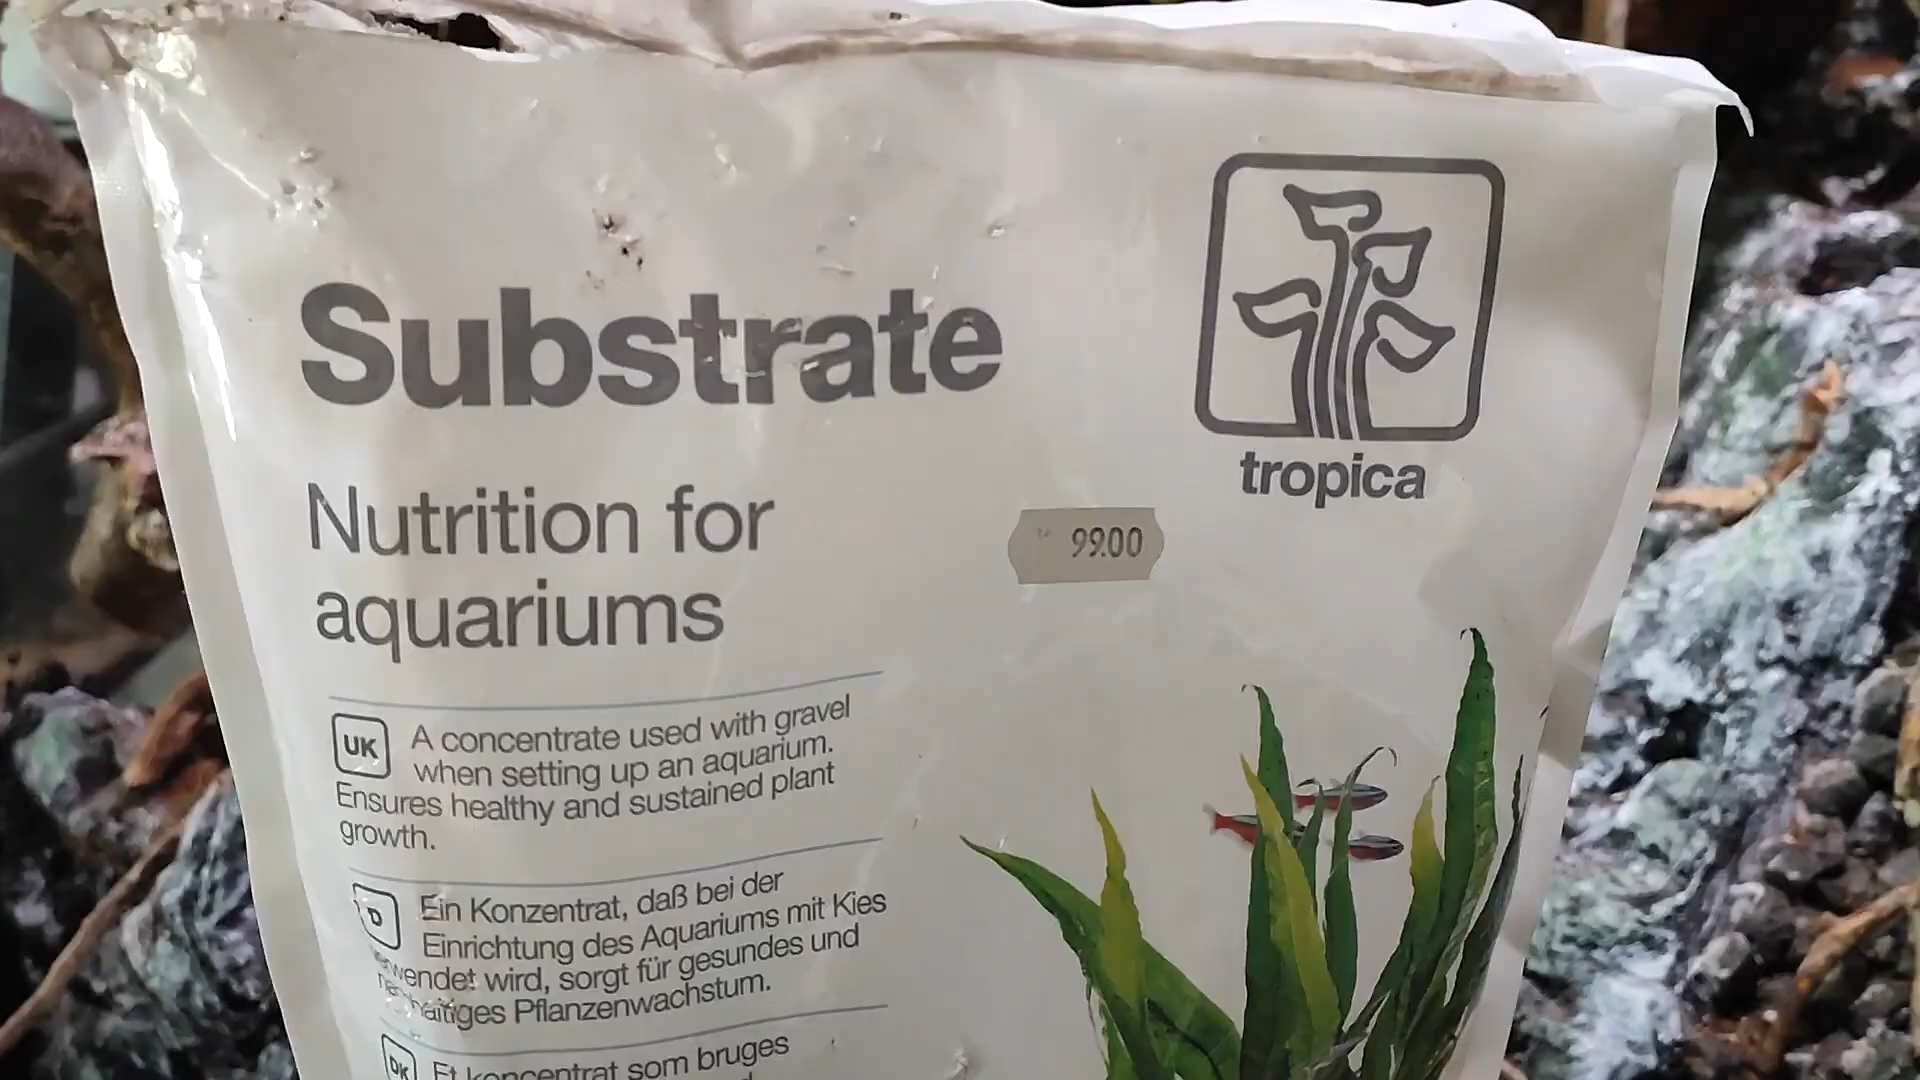 Substrate
tropica
Nutrition for
aquariums
99.00
UK
A concentrate used with gravel
when setting up an aquarium.
Ensures healthy and sustained plant
growth.
D
Ein Konzentrat, daß bei der
Einrichtung des Aquariums mit Kies
verwendet wird, sorgt für gesundes und
Pflanzenwachstum.
DK
Et koncentrat som bruges